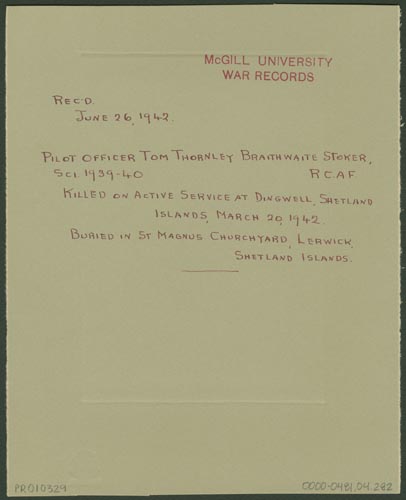 McGILL UNIVERSITY
WAR RECORDS
REC'D.
JUNE 26, 1942.
PILOT OFFICER TOM THORNLEY BRAITHWAITE STOKER,
SCI. 1939-40 R.C.A.F.
KILLED ON ACTIVE SERVICE AT DINGWELL, SHETLAND
ISLANDS, MARCH 20, 1942.
BURIED IN ST MAGNUS CHURCHYARD, LERWICK,
SHETLAND ISLANDS.
PR010329 0000-0481.04.282